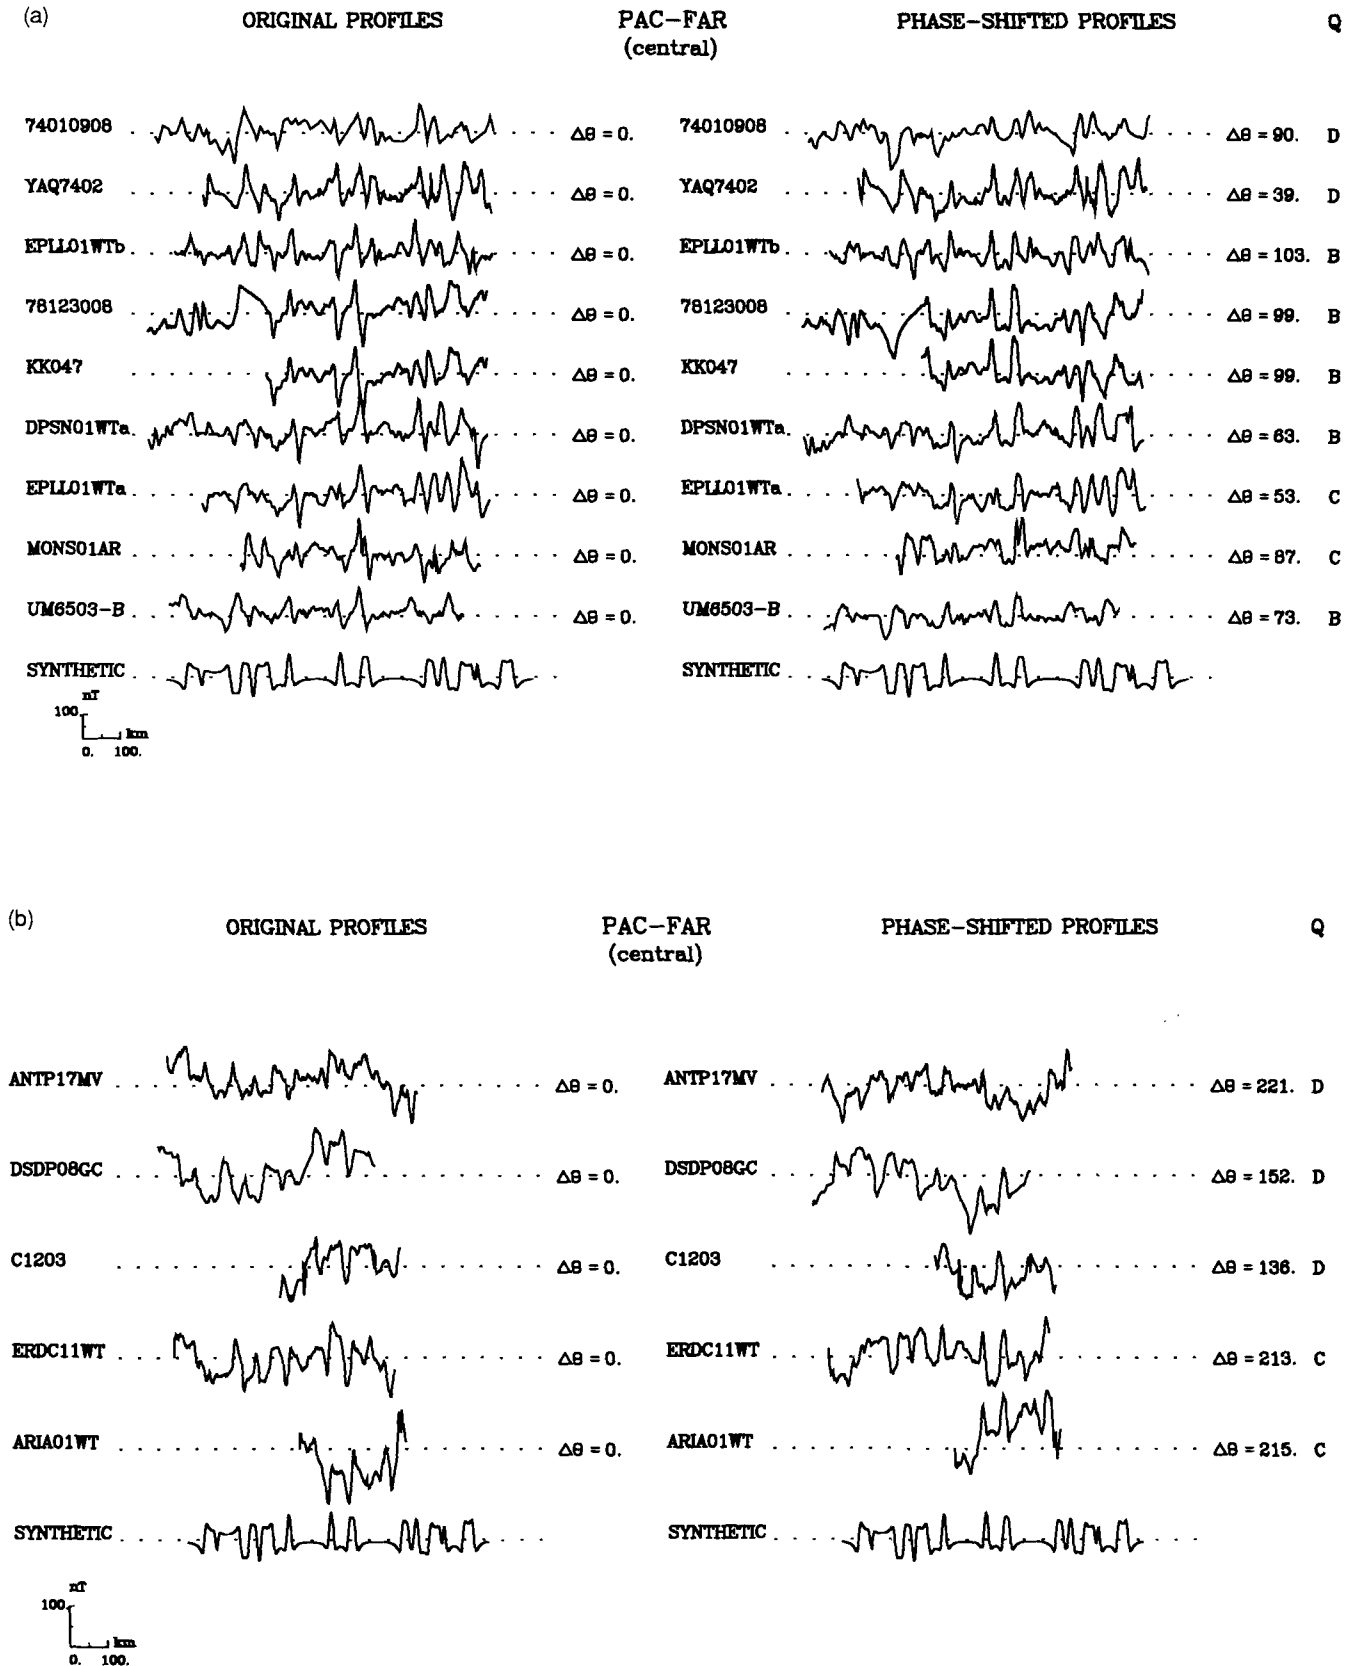 (a) ORIGINAL PROFILES PAC-FAR PHASE-SHIFTED PROFILES Q
(central)
74010908 Δθ = 0. 74010908 Δθ = 90. D
YAQ7402 Δθ = 0. YAQ7402 Δθ = 39. D
EPLL01WTb Δθ = 0. EPLL01WTb Δθ = 103. B
78123008 Δθ = 0. 78123008 Δθ = 99. B
KK047 Δθ = 0. KK047 Δθ = 99. B
DPSN01WTa Δθ = 0. DPSN01WTa Δθ = 63. B
EPLL01WTa Δθ = 0. EPLL01WTa Δθ = 53. C
MONS01AR Δθ = 0. MONS01AR Δθ = 87. C
UM6503-B Δθ = 0. UM6503-B Δθ = 73. B
SYNTHETIC SYNTHETIC
nT
100.
km
0. 100.
(b) ORIGINAL PROFILES PAC-FAR PHASE-SHIFTED PROFILES Q
(central)
ANTP17MV Δθ = 0. ANTP17MV Δθ = 221. D
DSDP08GC Δθ = 0. DSDP08GC Δθ = 152. D
C1203 Δθ = 0. C1203 Δθ = 136. D
ERDC11WT Δθ = 0. ERDC11WT Δθ = 213. C
ARIA01WT Δθ = 0. ARIA01WT Δθ = 215. C
SYNTHETIC SYNTHETIC
nT
100.
km
0. 100.